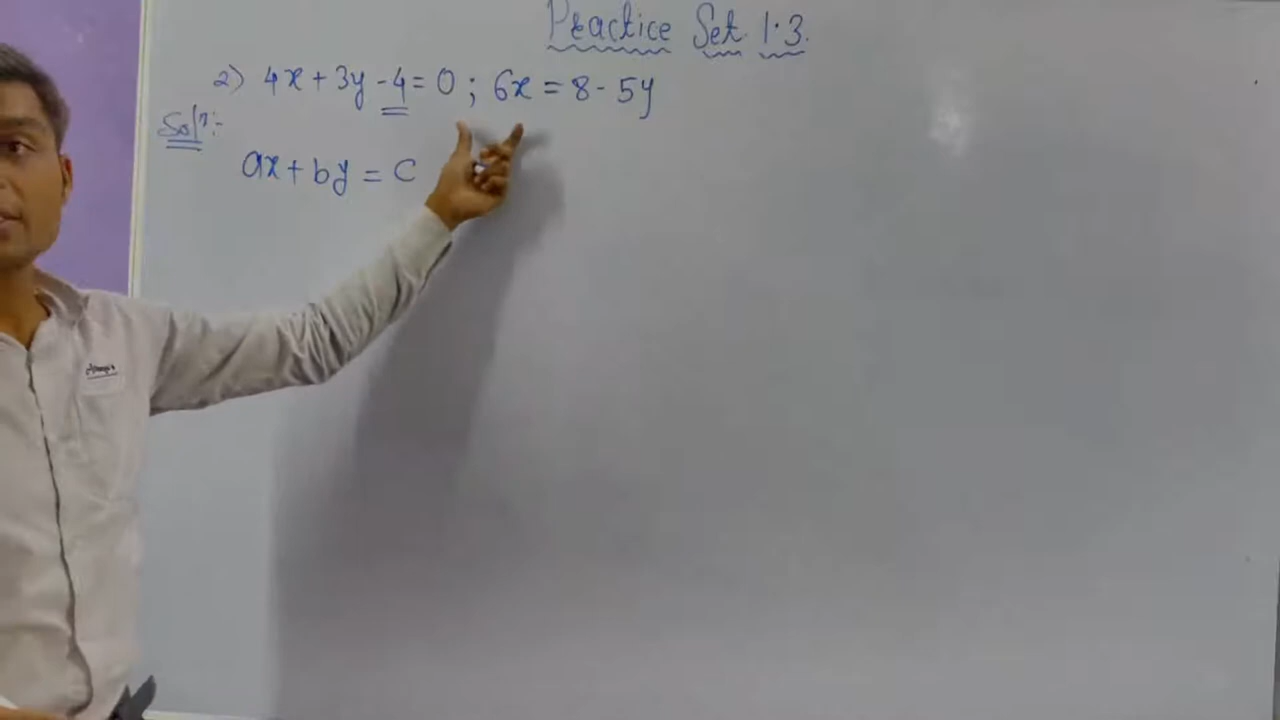 Practice Set 1.3.
2) 4x + 3y - 4 = 0 ; 6x = 8 - 5y
Solⁿ:-
ax + by = c